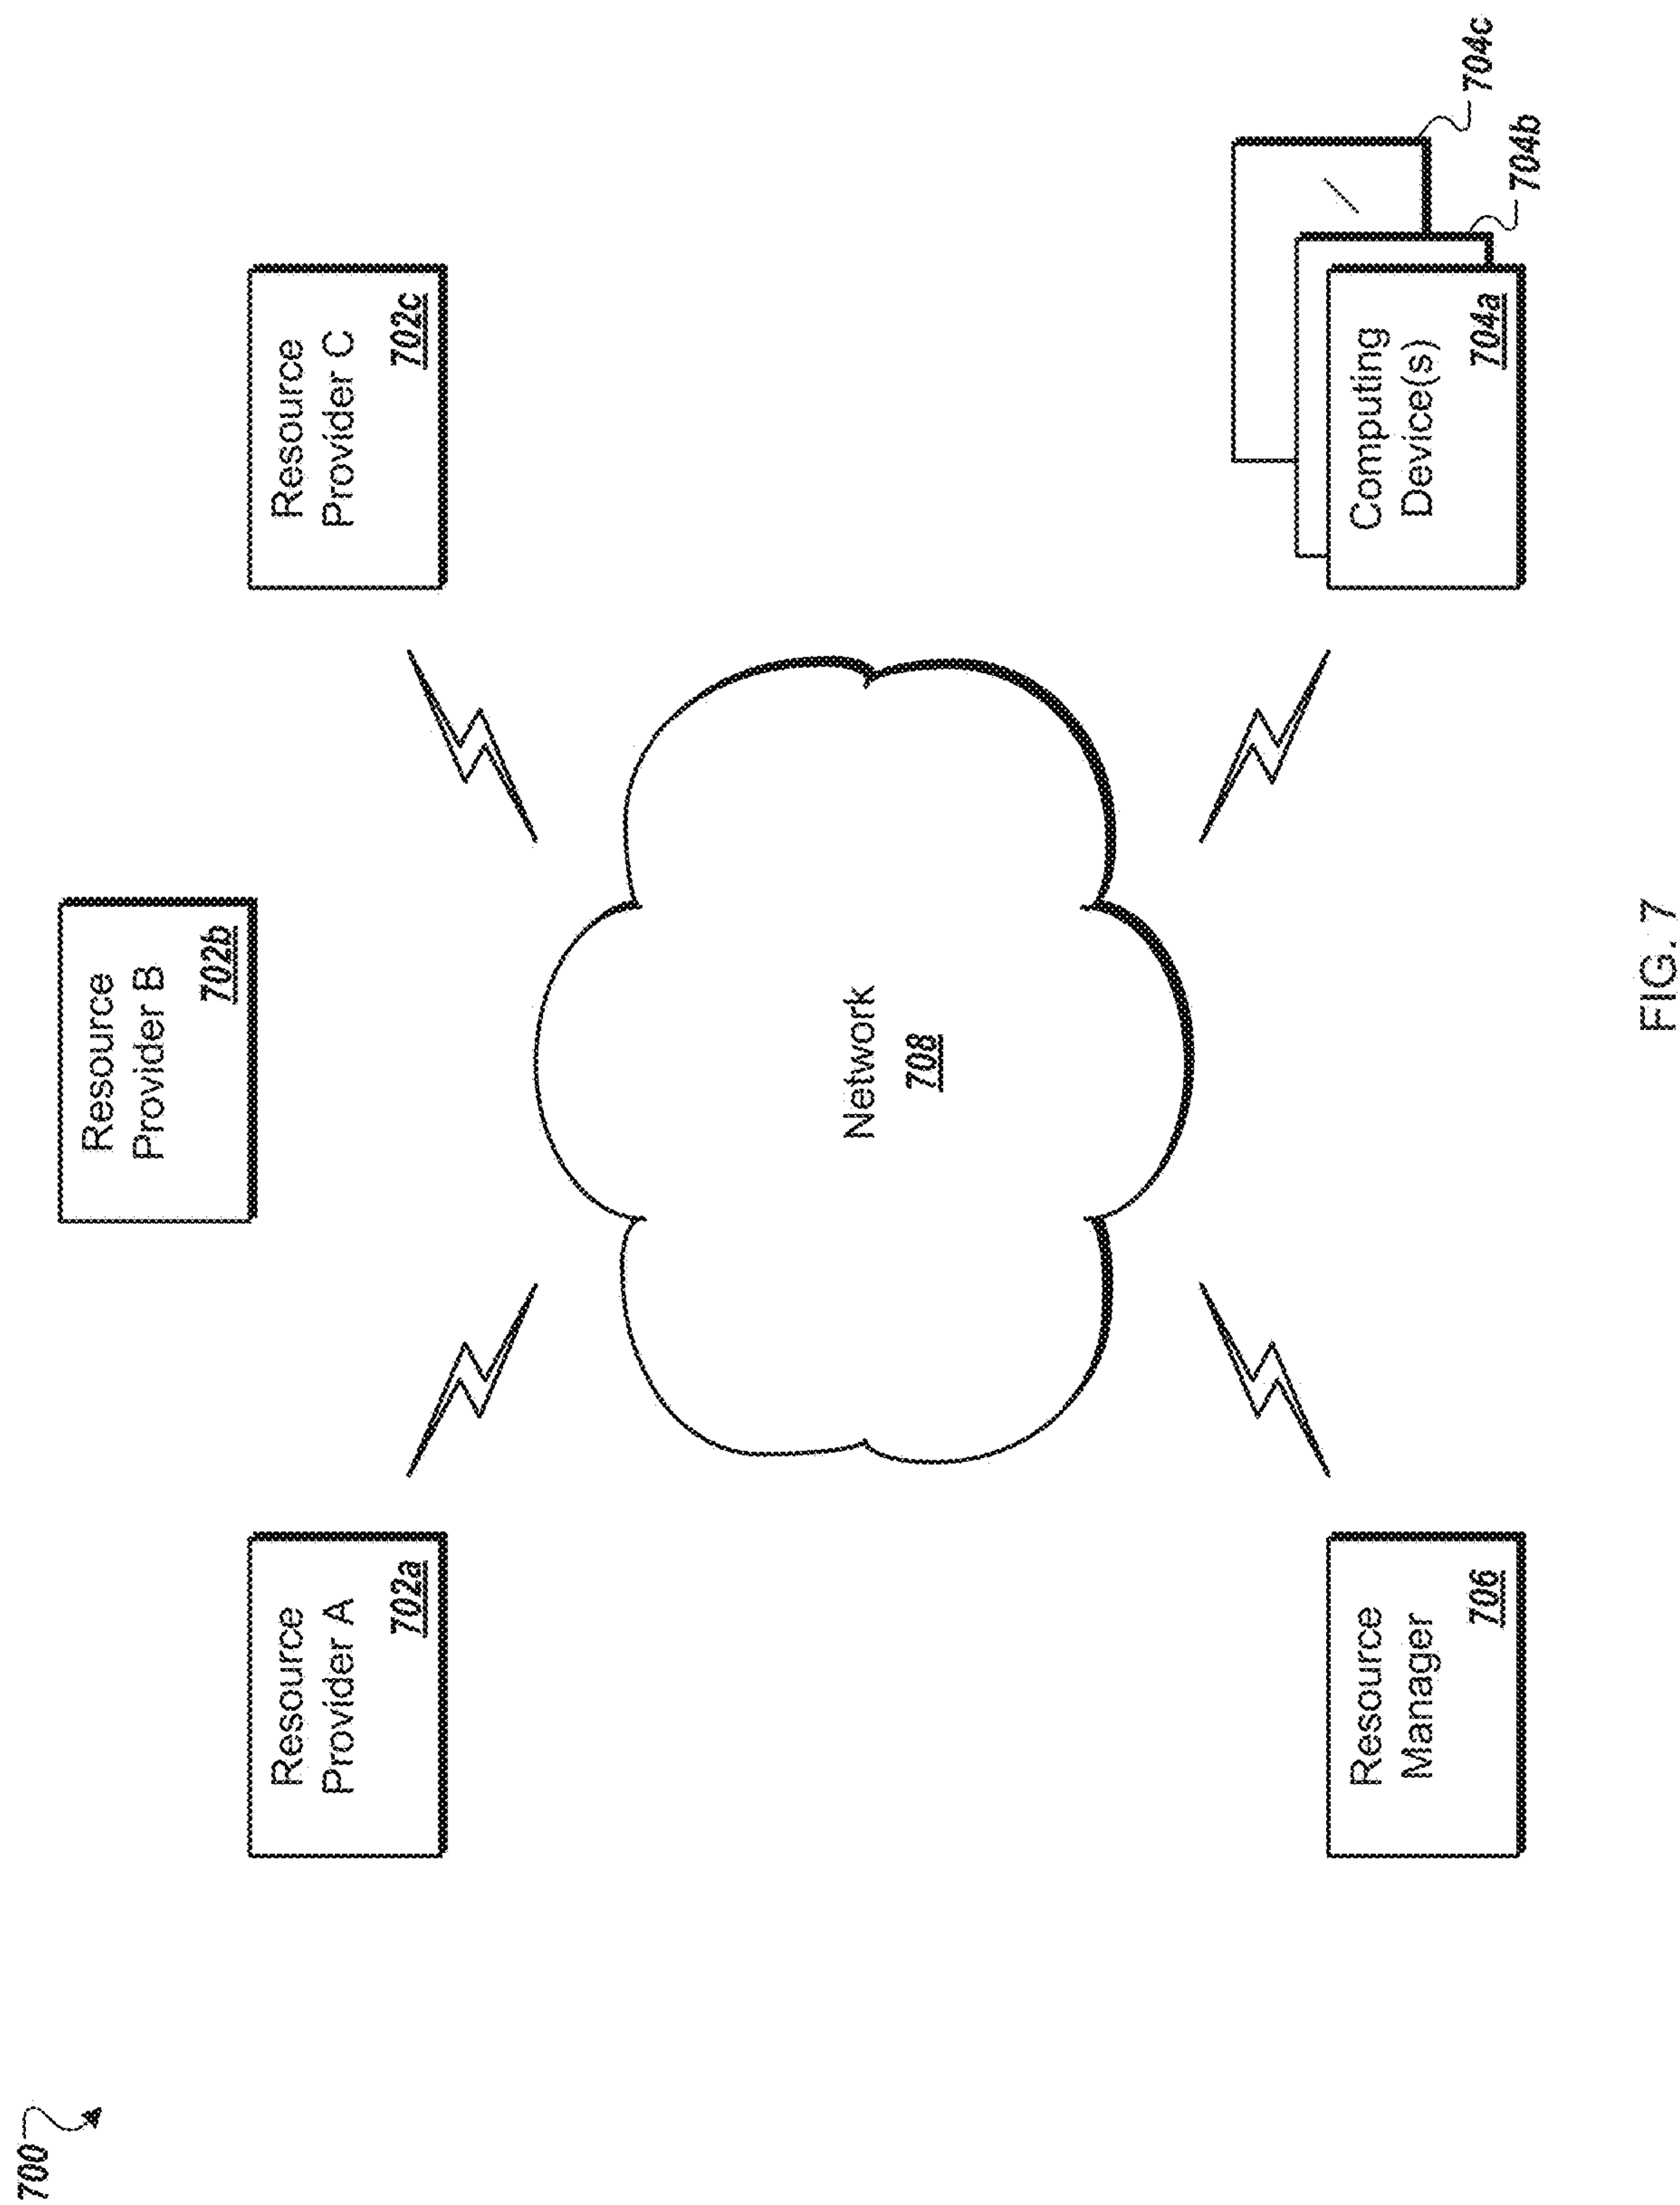 700
Resource
Provider B
702b
Resource
Provider A
702a
Resource
Provider C
702c
Network
708
Resource
Manager
706
Computing
Device(s)
704a
704b
704c
FIG. 7